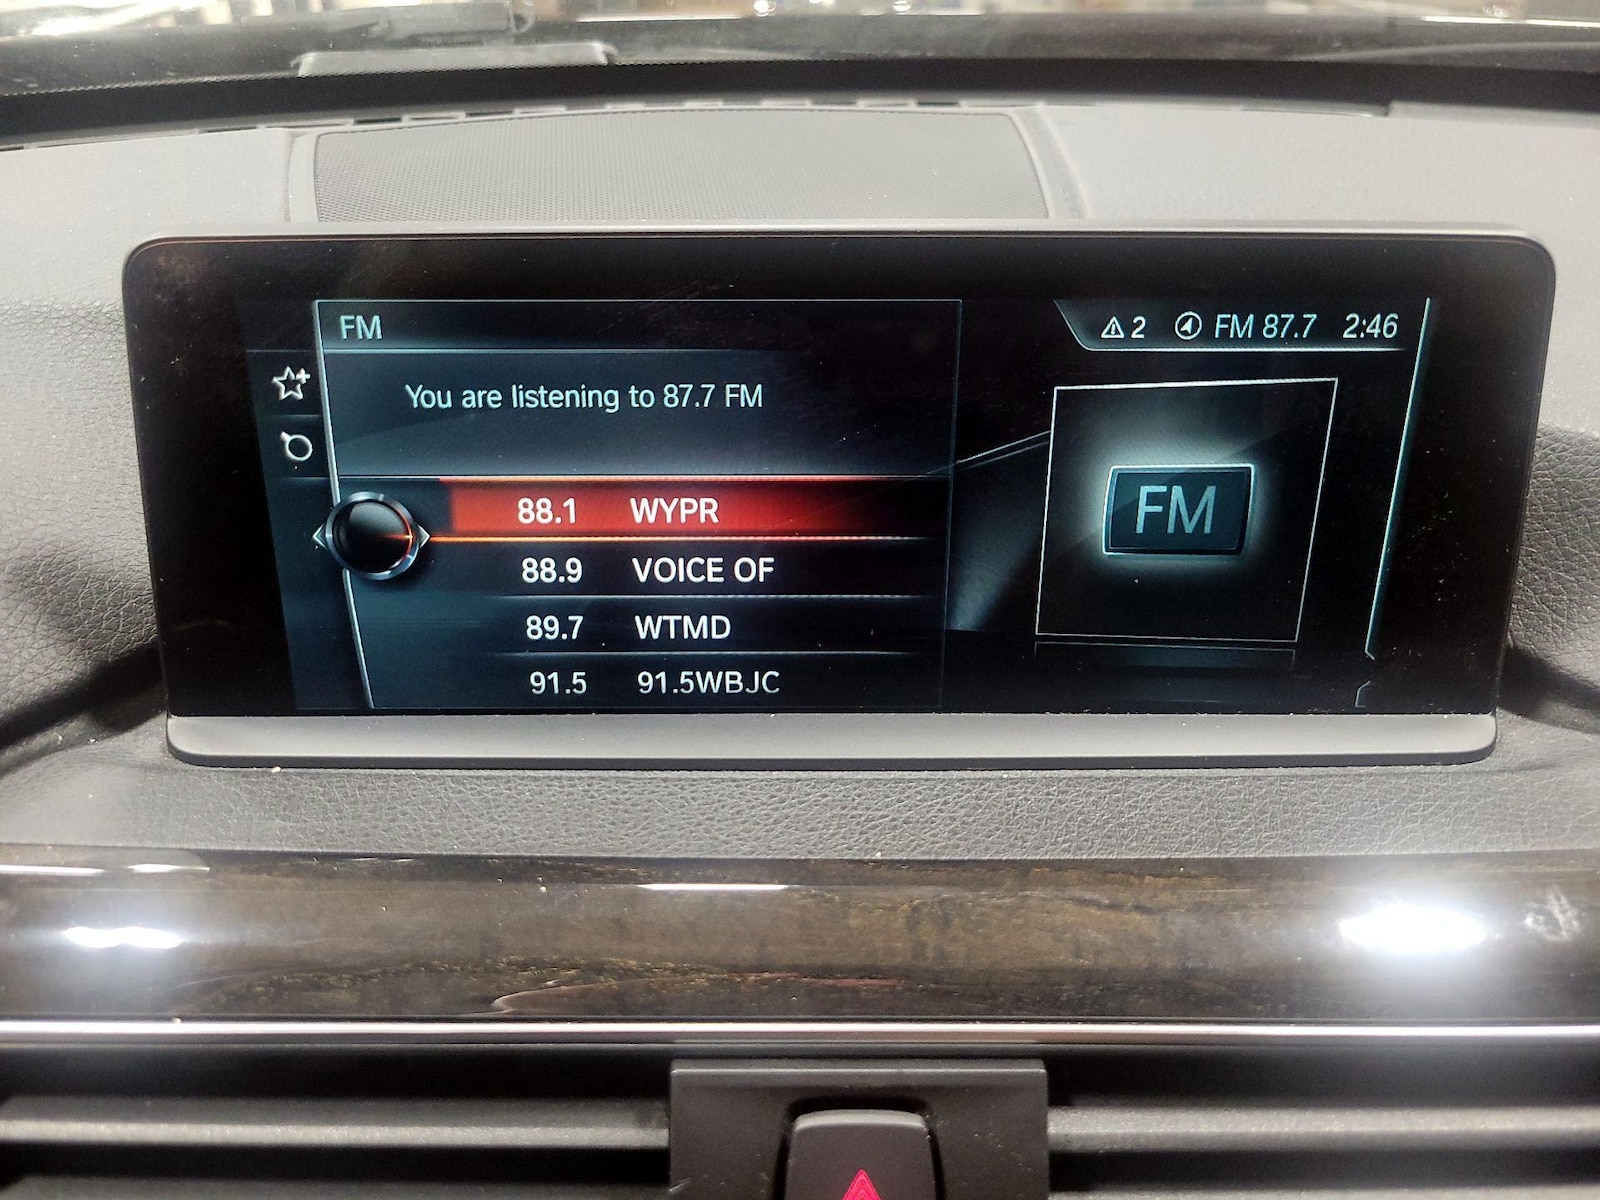 FM
2 FM 87.7 2:46
You are listening to 87.7 FM
FM
88.1 WYPR
88.9 VOICE OF
89.7 WTMD
91.5 91.5WBJC